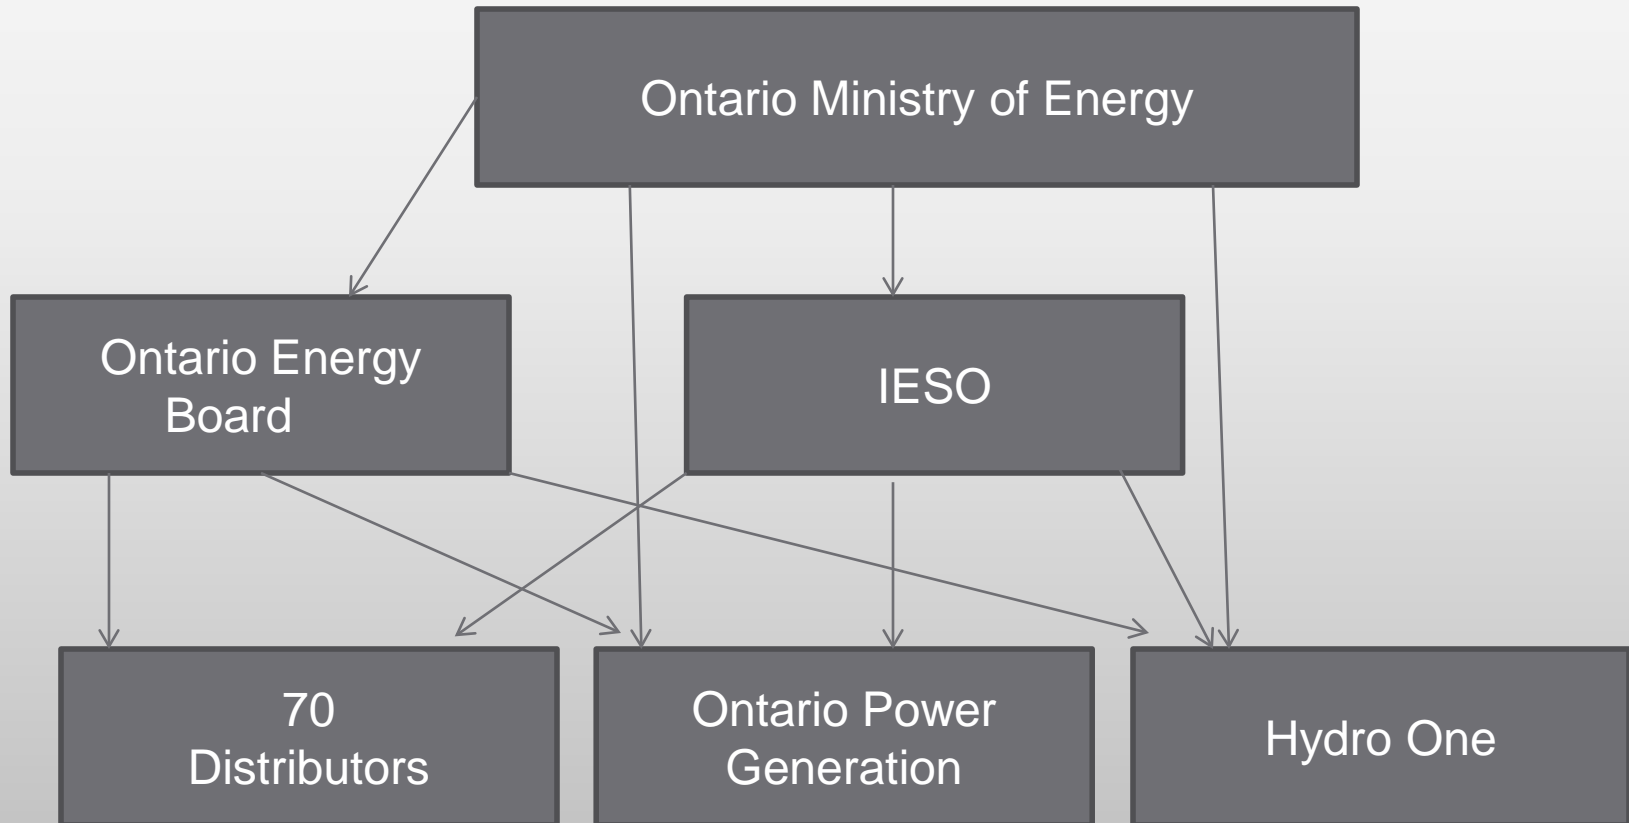 Ontario Ministry of Energy
Ontario Energy
Board
IESO
70
Distributors
Ontario Power
Generation
Hydro One